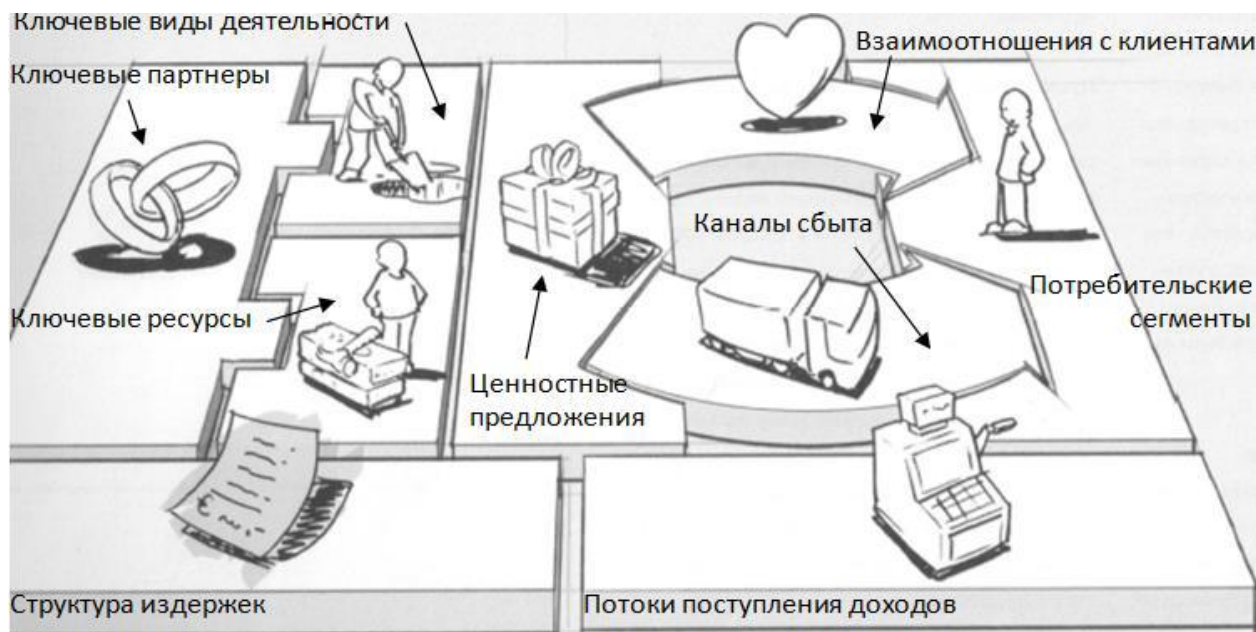 Ключевые виды деятельности
Взаимоотношения с клиентами
Ключевые партнеры
Каналы сбыта
Потребительские
сегменты
Ключевые ресурсы
Ценностные
предложения
Структура издержек
Потоки поступления доходов